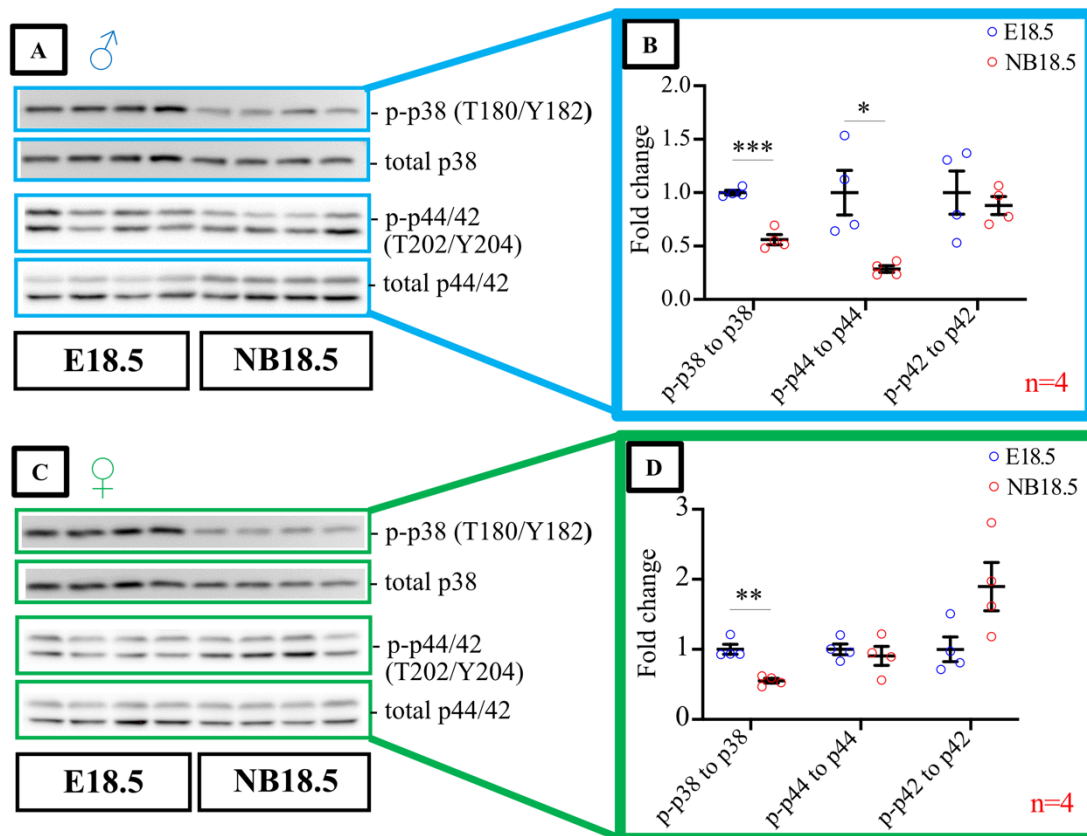 A ♂
p-p38 (T180/Y182)
total p38
p-p44/42
(T202/Y204)
total p44/42
E18.5 NB18.5
B
E18.5
NB18.5
Fold change
2.0
1.5
1.0
0.5
0.0
***
*
p-p38 to p38
p-p44 to p44
p-p42 to p42
n=4
C ♀
p-p38 (T180/Y182)
total p38
p-p44/42
(T202/Y204)
total p44/42
E18.5 NB18.5
D
E18.5
NB18.5
Fold change
3
2
1
0
**
p-p38 to p38
p-p44 to p44
p-p42 to p42
n=4